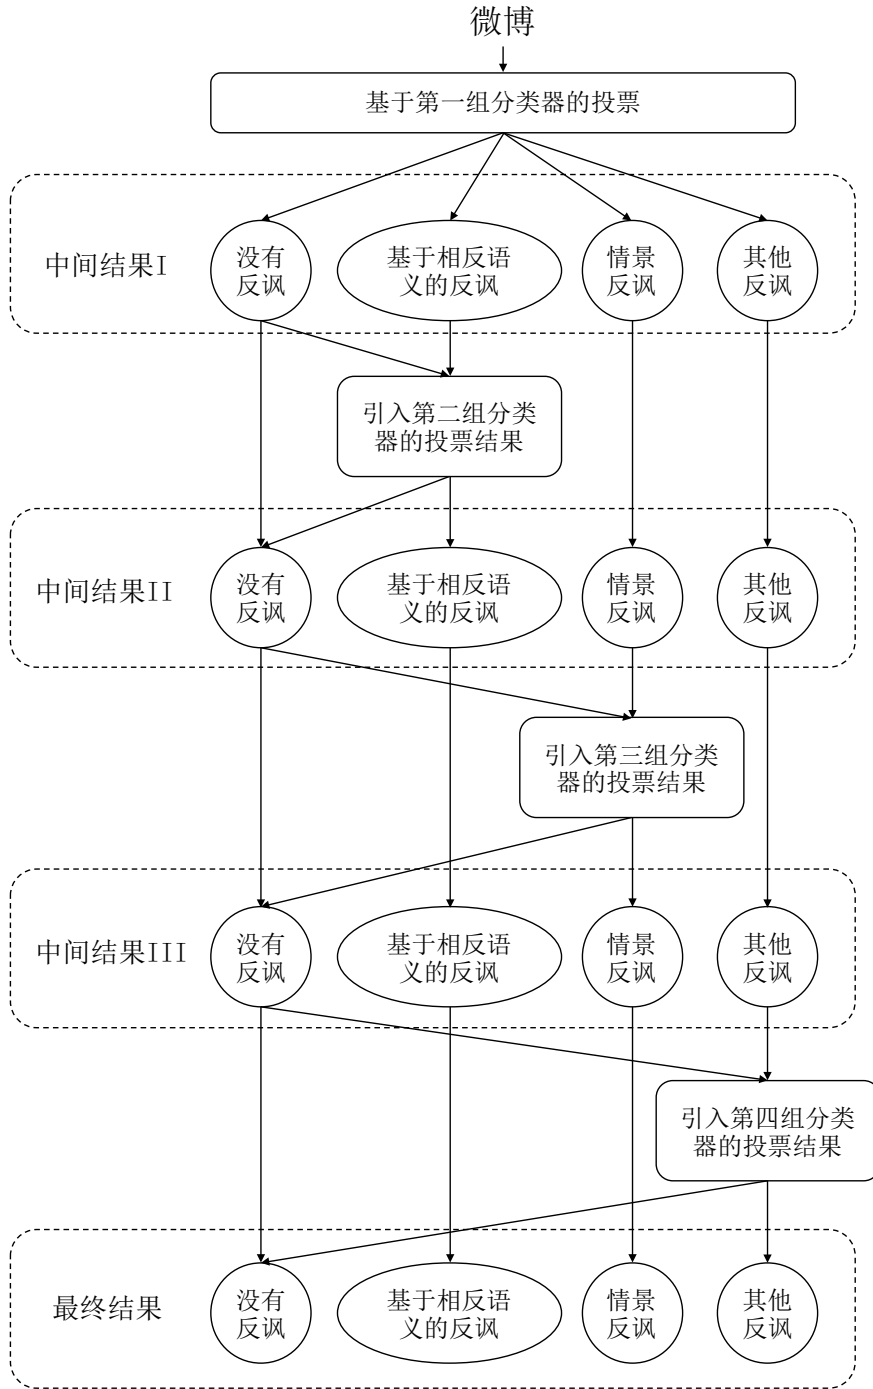 微博
基于第一组分类器的投票
中间结果I
没有
反讽
基于相反语
义的反讽
情景
反讽
其他
反讽
引入第二组分类
器的投票结果
中间结果II
没有
反讽
基于相反语
义的反讽
情景
反讽
其他
反讽
引入第三组分类
器的投票结果
中间结果III
没有
反讽
基于相反语
义的反讽
情景
反讽
其他
反讽
引入第四组分类
器的投票结果
最终结果
没有
反讽
基于相反语
义的反讽
情景
反讽
其他
反讽